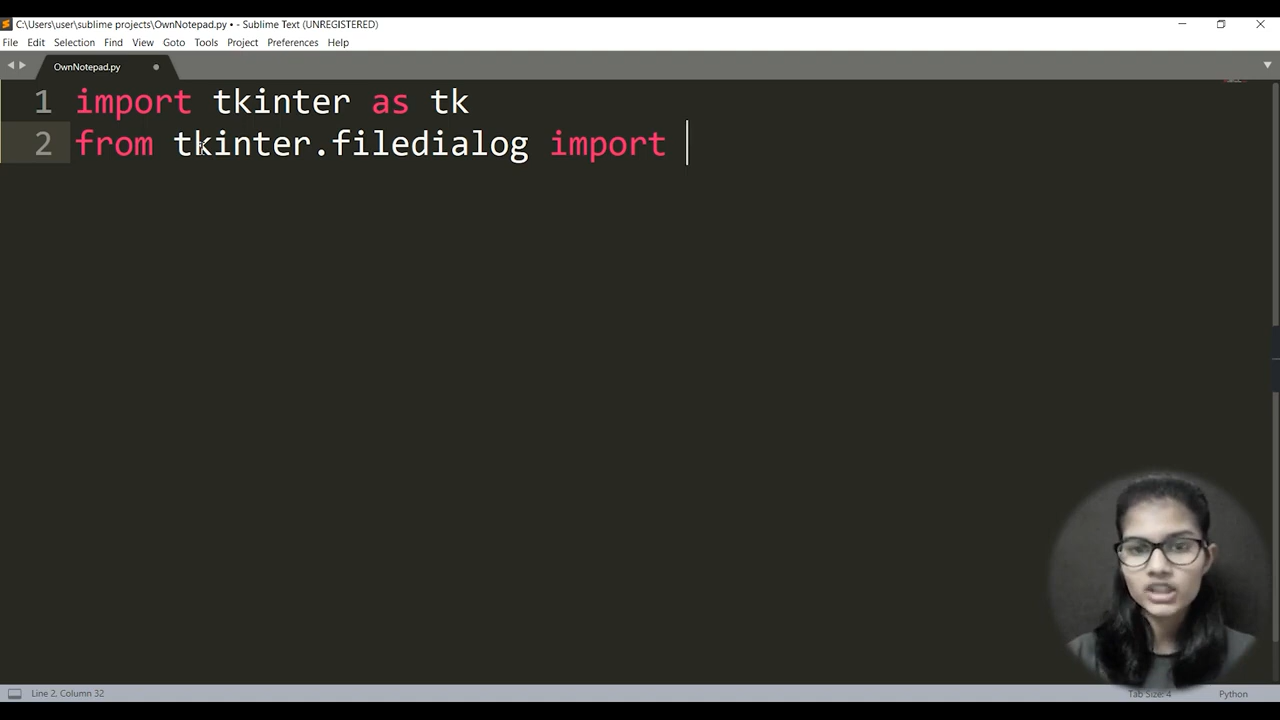 C:\Users\user\sublime projects\OwnNotepad.py • - Sublime Text (UNREGISTERED)
File Edit Selection Find View Goto Tools Project Preferences Help
OwnNotepad.py
1 import tkinter as tk
2 from tkinter.filedialog import
Line 2, Column 32 Tab Size: 4 Python